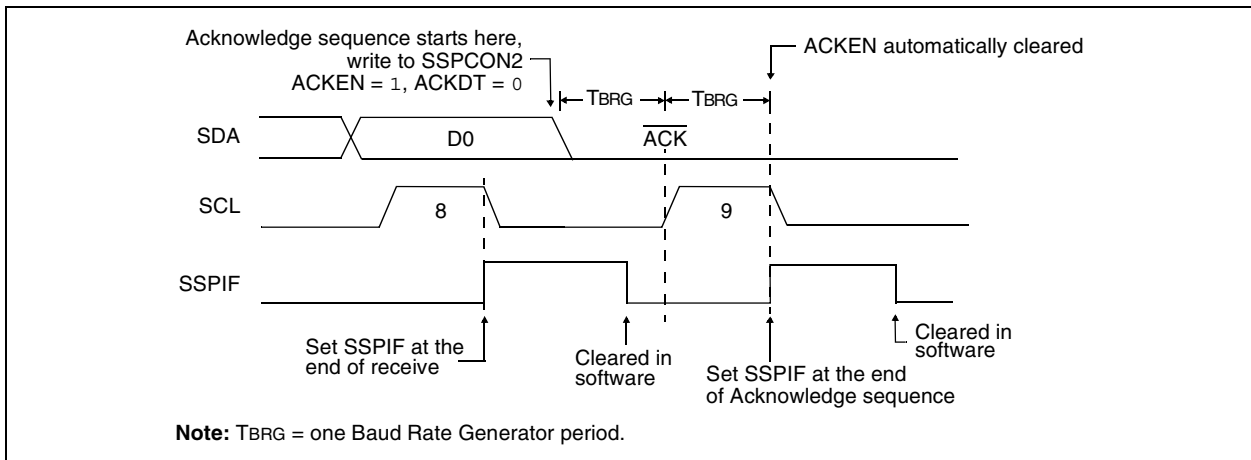 Acknowledge sequence starts here,
write to SSPCON2
ACKEN = 1, ACKDT = 0
ACKEN automatically cleared
TBRG
TBRG
SDA
D0
ACK
SCL
8
9
SSPIF
Set SSPIF at the
end of receive
Cleared in
software
Set SSPIF at the end
of Acknowledge sequence
Cleared in
software
Note: TBRG = one Baud Rate Generator period.